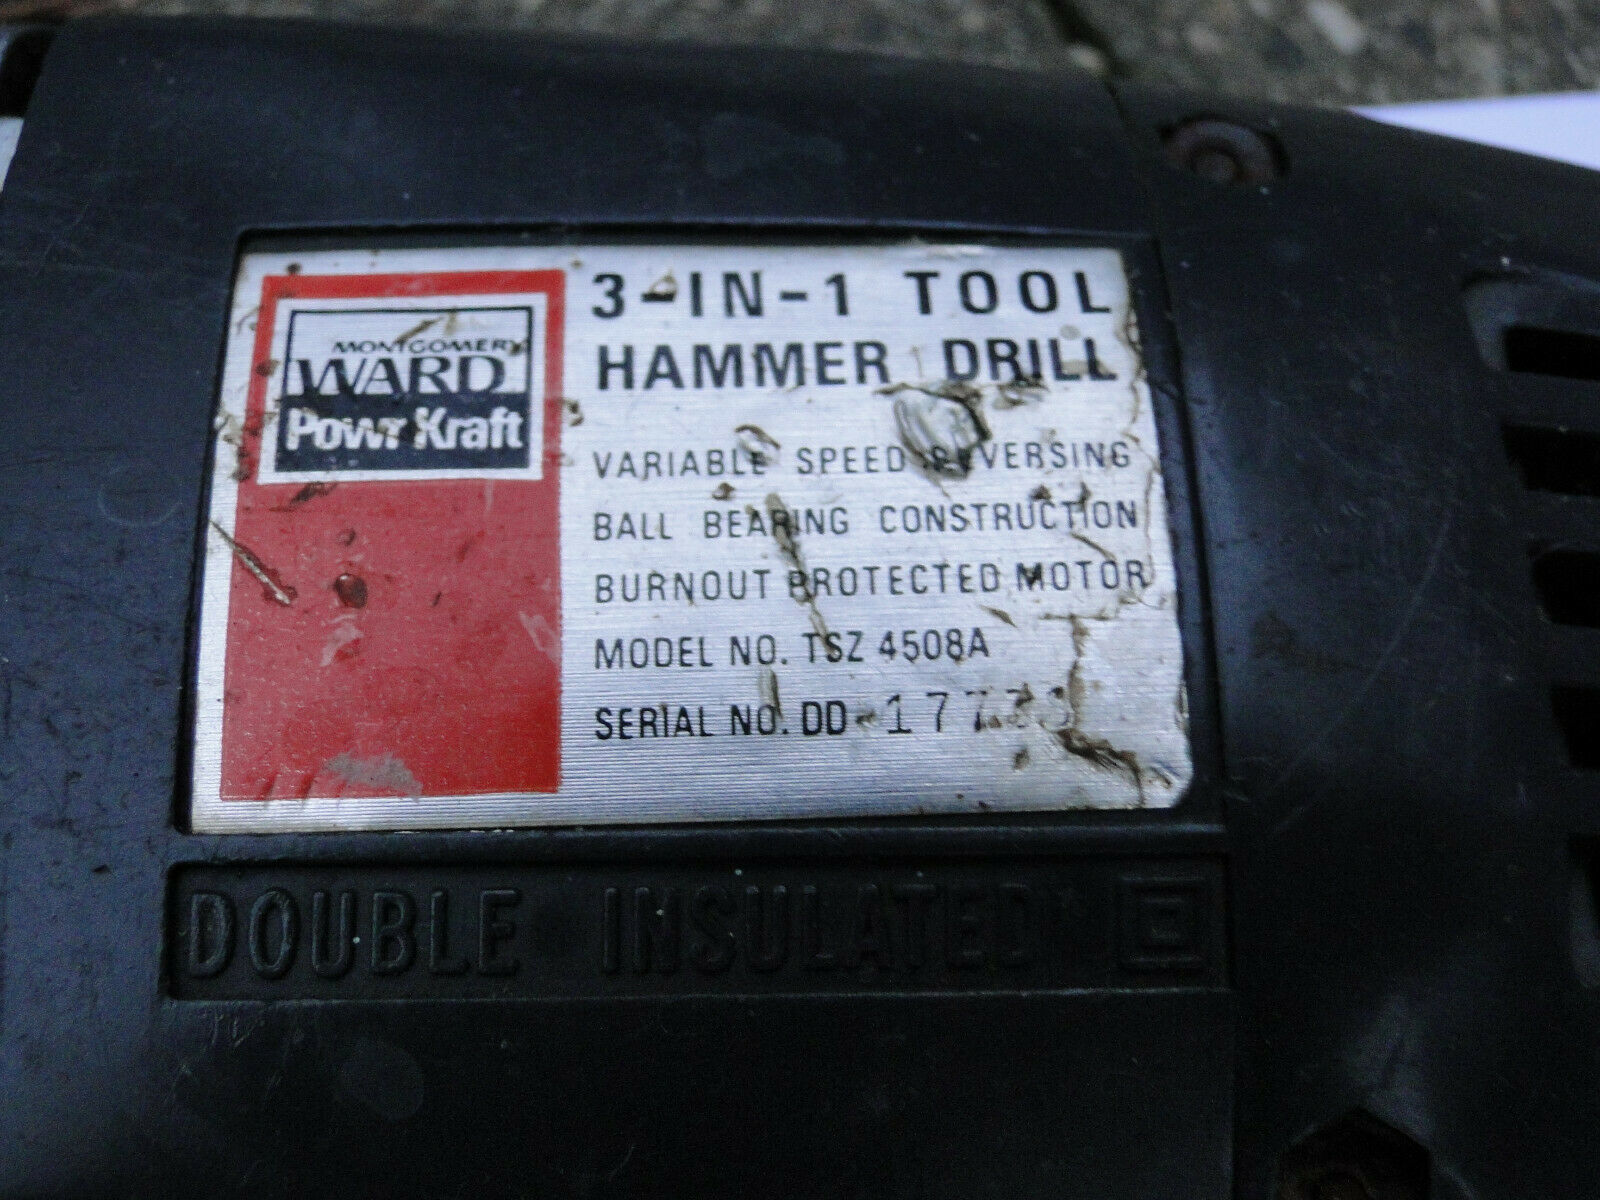 MONTGOMERY
WARD
Powr Kraft
3-IN-1 TOOL
HAMMER DRILL
VARIABLE SPEED REVERSING
BALL BEARING CONSTRUCTION
BURNOUT PROTECTED MOTOR
MODEL NO. TSZ 4508A
SERIAL NO. DD-
DOUBLE INSULATED